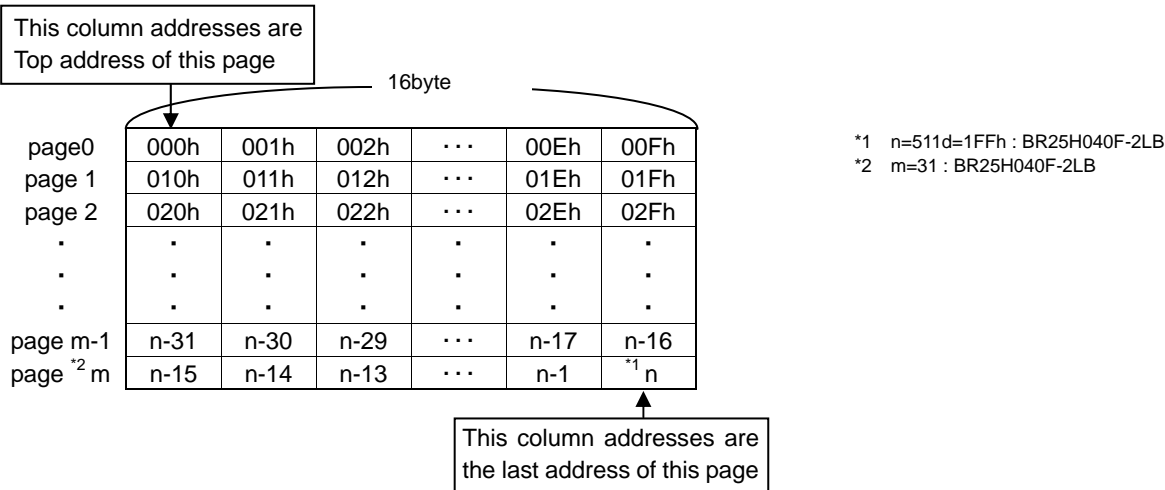 This column addresses are
Top address of this page
16byte
page0 000h 001h 002h ··· 00Eh 00Fh
page 1 010h 011h 012h ··· 01Eh 01Fh
page 2 020h 021h 022h ··· 02Eh 02Fh
· · · · · · ·
· · · · · · ·
· · · · · · ·
page m-1 n-31 n-30 n-29 ··· n-17 n-16
page *2 m n-15 n-14 n-13 ··· n-1 *1 n
This column addresses are
the last address of this page
*1 n=511d=1FFh : BR25H040F-2LB
*2 m=31 : BR25H040F-2LB